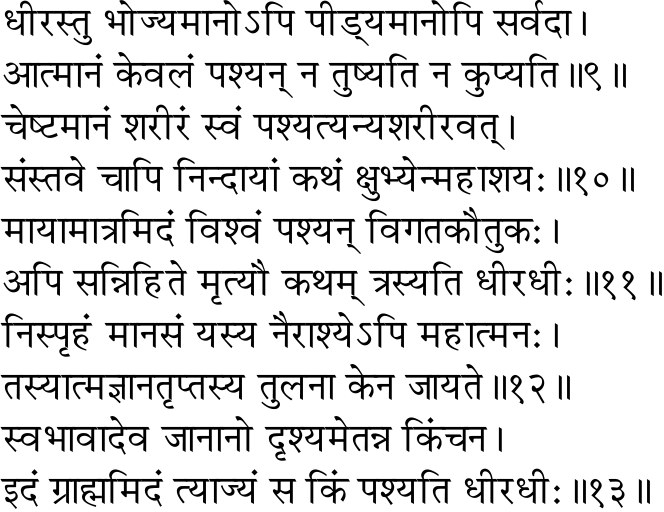 धीरस्तु भोज्यमानोऽपि पीड्यमानोपि सर्वदा।
आत्मानं केवलं पश्यन् न तुष्यति न कुप्यति॥९॥
चेष्टमानं शरीरं स्वं पश्यत्यन्यशरीरवत्।
संस्तवे चापि निन्दायां कथं क्षुभ्येन्महाशयः॥१०॥
मायामात्रमिदं विश्वं पश्यन् विगतकौतुकः।
अपि सन्निहिते मृत्यौ कथम् त्रस्यति धीरधीः॥११॥
निस्पृहं मानसं यस्य नैराश्येऽपि महात्मनः।
तस्यात्मज्ञानतृप्तस्य तुलना केन जायते॥१२॥
स्वभावादेव जानानो दृश्यमेतन्न किंचन।
इदं ग्राह्ममिदं त्याज्यं स किं पश्यति धीरधीः॥१३॥